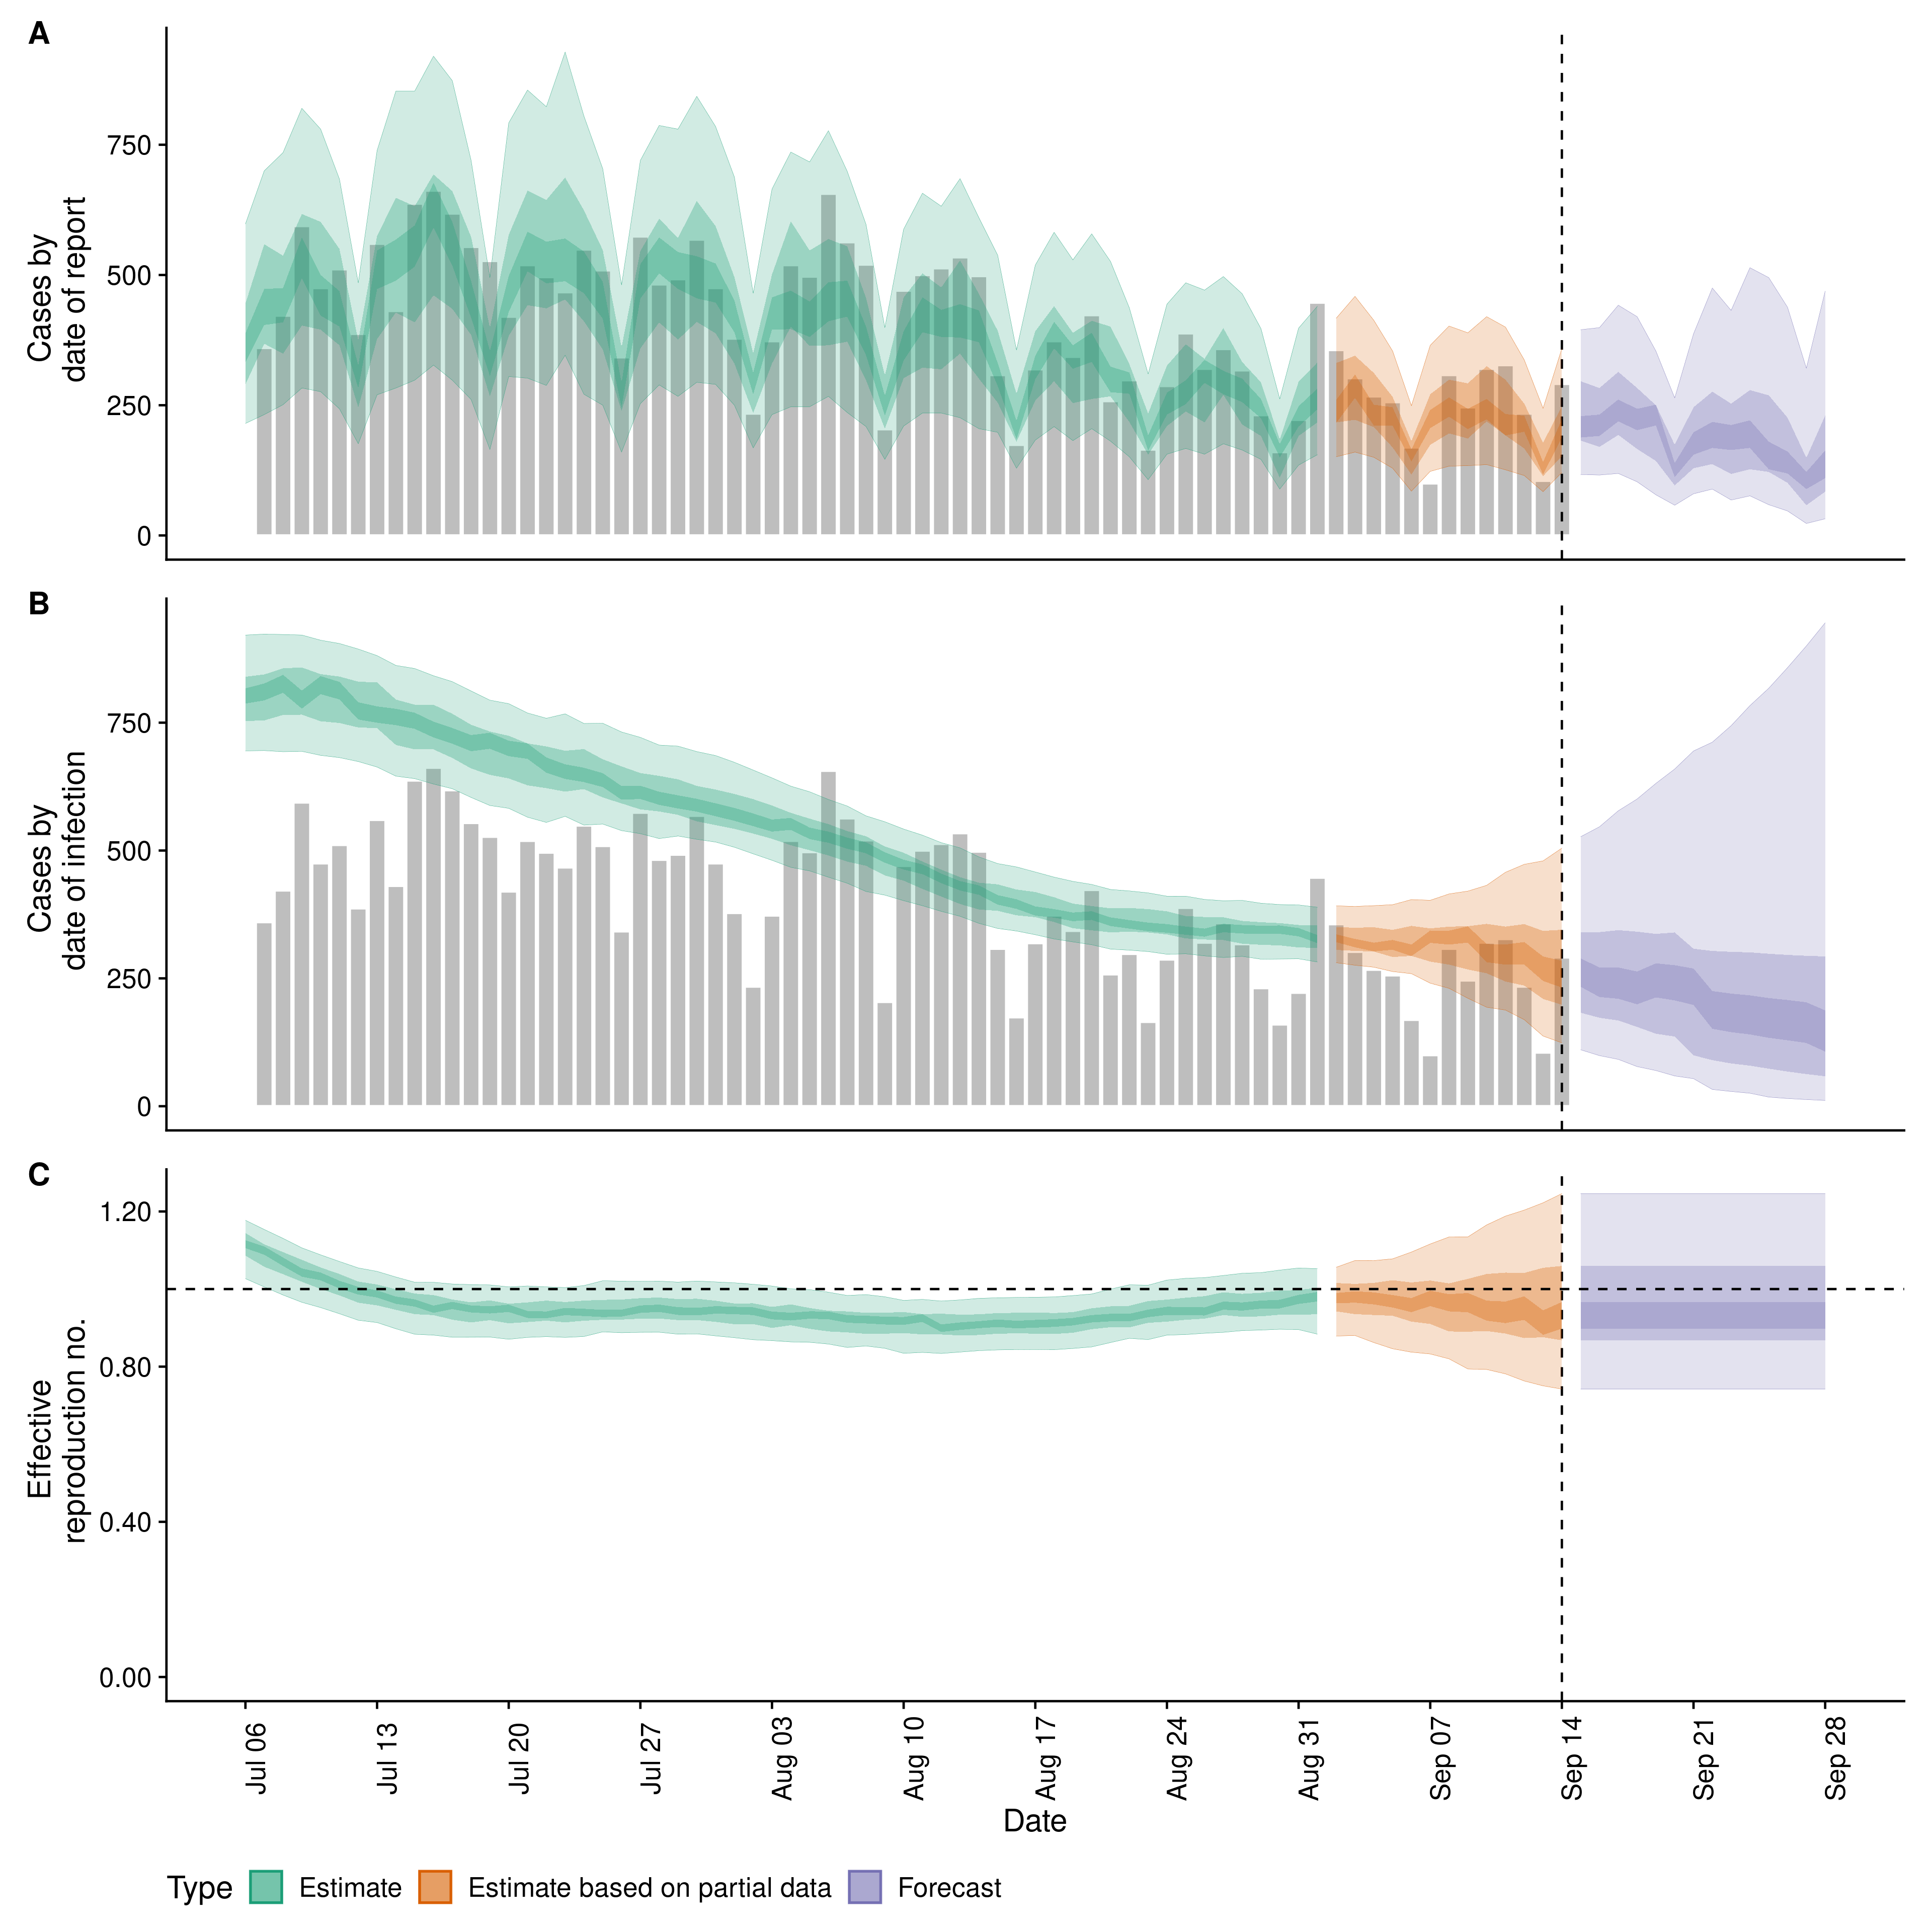 A
Cases by
date of report
750
500
250
0
B
Cases by
date of infection
750
500
250
0
C
Effective
reproduction no.
1.20
0.80
0.40
0.00
Jul 06
Jul 13
Jul 20
Jul 27
Aug 03
Aug 10
Aug 17
Aug 24
Aug 31
Sep 07
Sep 14
Sep 21
Sep 28
Date
Type Estimate Estimate based on partial data Forecast